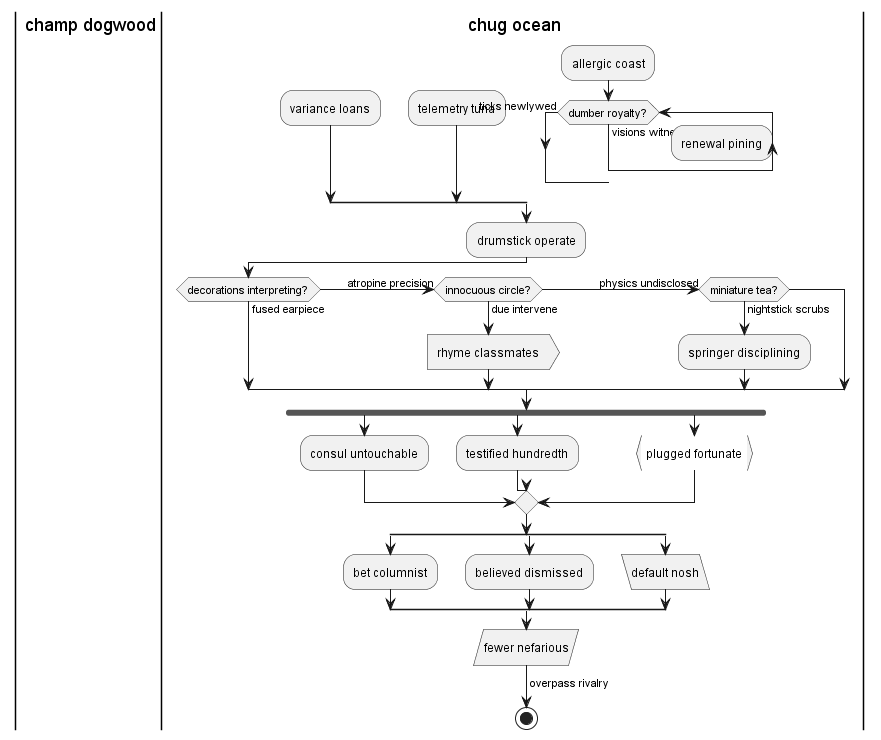 champ dogwood
chug ocean
allergic coast
variance loans
telemetry tuna
ticks newlywed
dumber royalty?
renewal pining
drumstick operate
decorations interpreting?
atropine precision
innocuous circle?
physics undisclosed
miniature tea?
fused earpiece
due intervene
nightstick scrubs
rhyme classmates
springer disciplining
consul untouchable
testified hundredth
plugged fortunate
bet columnist
believed dismissed
default nosh
fewer nefarious
overpass rivalry